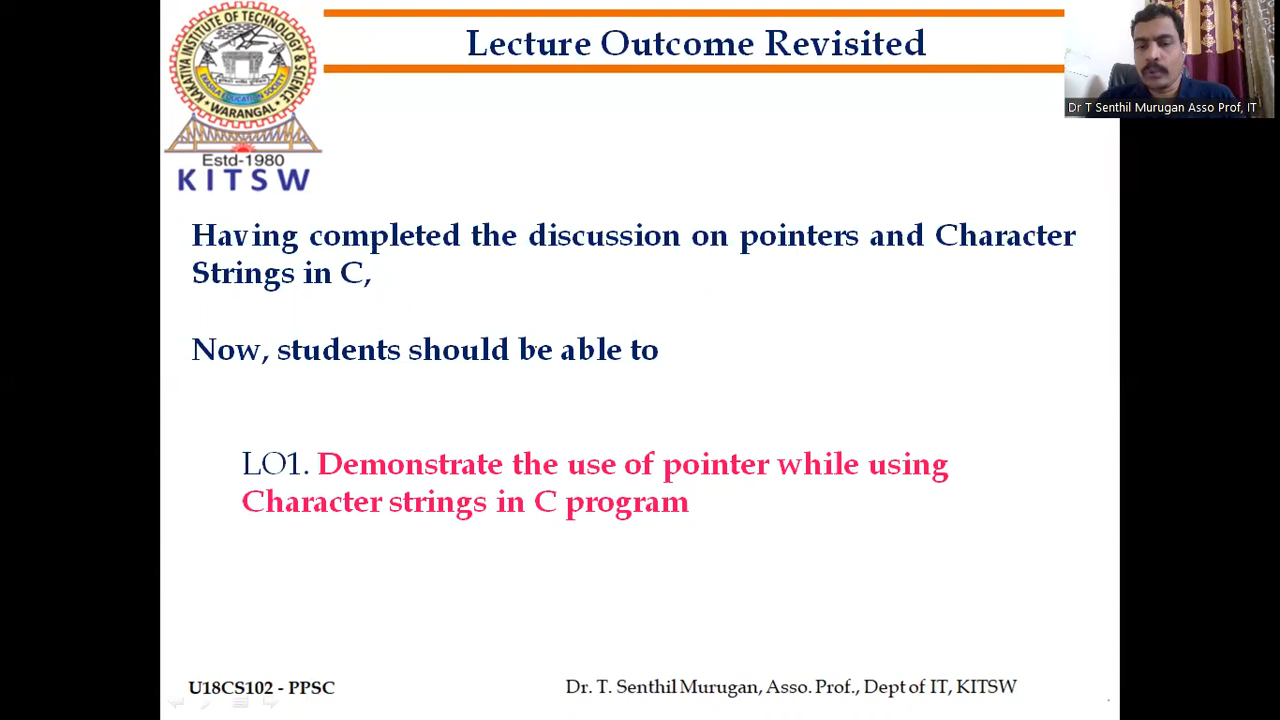 Lecture Outcome Revisited
Dr T Senthil Murugan Asso Prof, IT
KAKATIYA INSTITUTE OF TECHNOLOGY & SCIENCE
EKASILA EDUCATION SOCIETY
WARANGAL
Estd-1980
KITSW
Having completed the discussion on pointers and Character
Strings in C,
Now, students should be able to
LO1. Demonstrate the use of pointer while using
Character strings in C program
U18CS102 - PPSC
Dr. T. Senthil Murugan, Asso. Prof., Dept of IT, KITSW